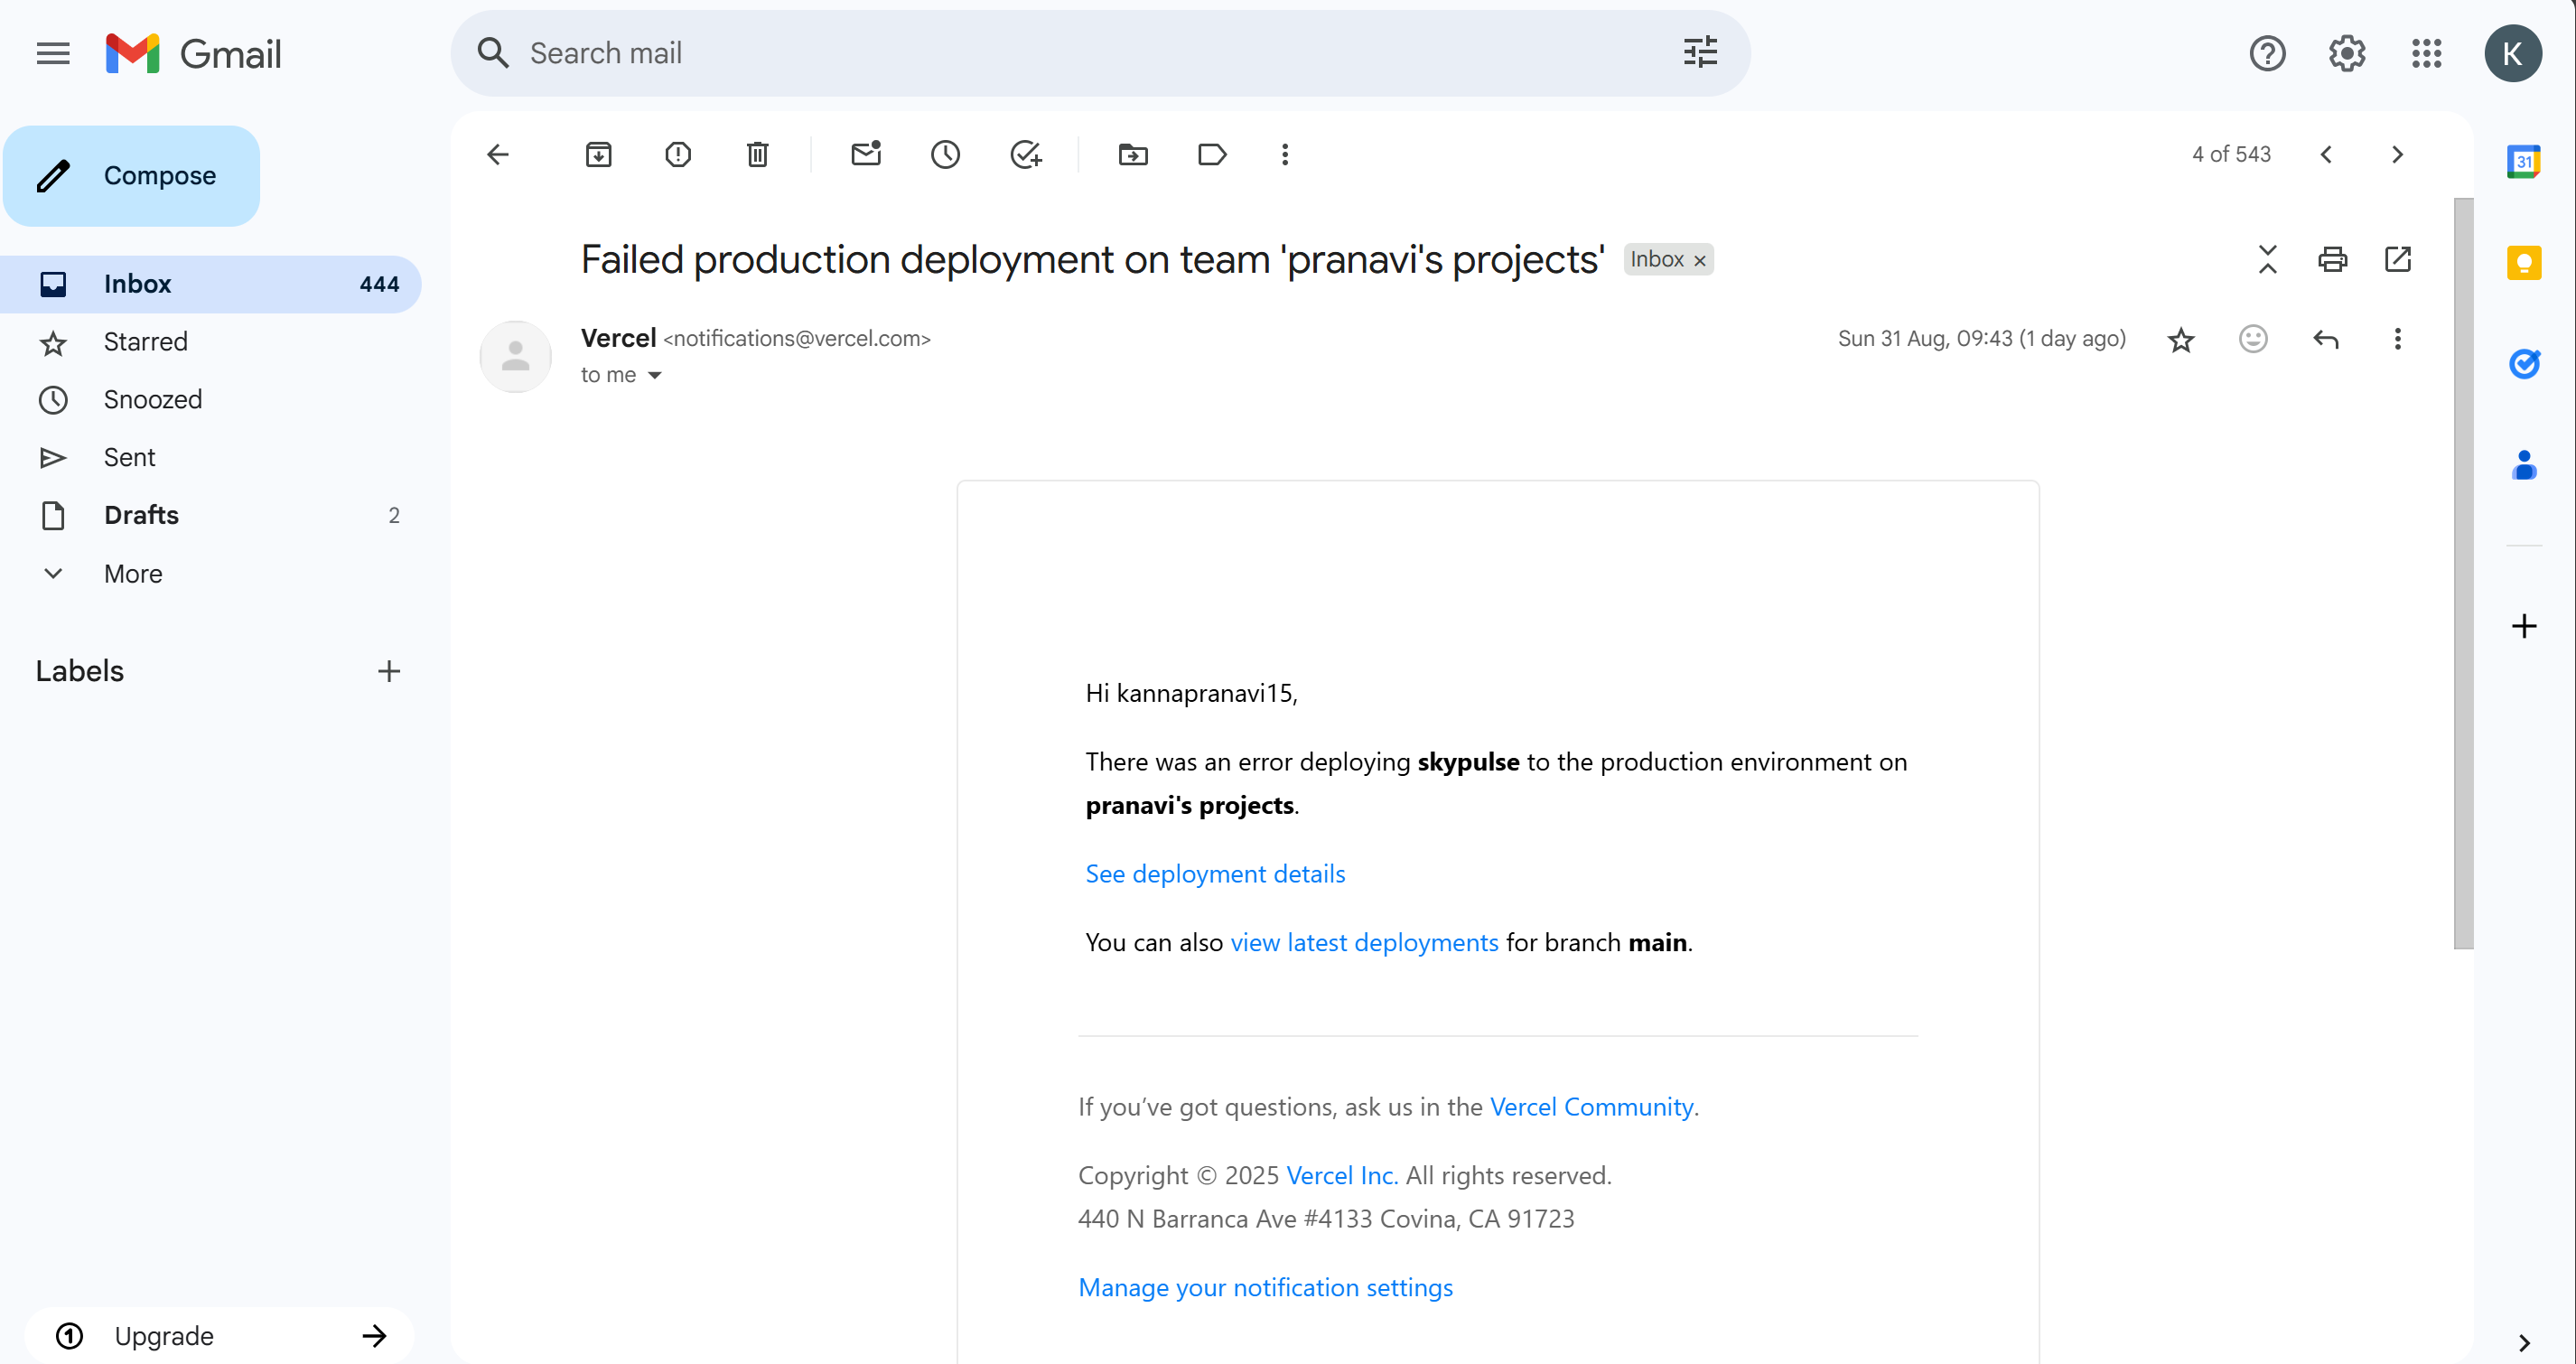 Gmail
Search mail
K
Compose
Inbox 444
Starred
Snoozed
Sent
Drafts 2
More
Labels
Upgrade
4 of 543
31
Failed production deployment on team 'pranavi's projects' Inbox ×
Vercel <notifications@vercel.com> Sun 31 Aug, 09:43 (1 day ago)
to me
Hi kannapranavi15,
There was an error deploying skypulse to the production environment on
pranavi's projects.
See deployment details
You can also view latest deployments for branch main.
If you’ve got questions, ask us in the Vercel Community.
Copyright © 2025 Vercel Inc. All rights reserved.
440 N Barranca Ave #4133 Covina, CA 91723
Manage your notification settings